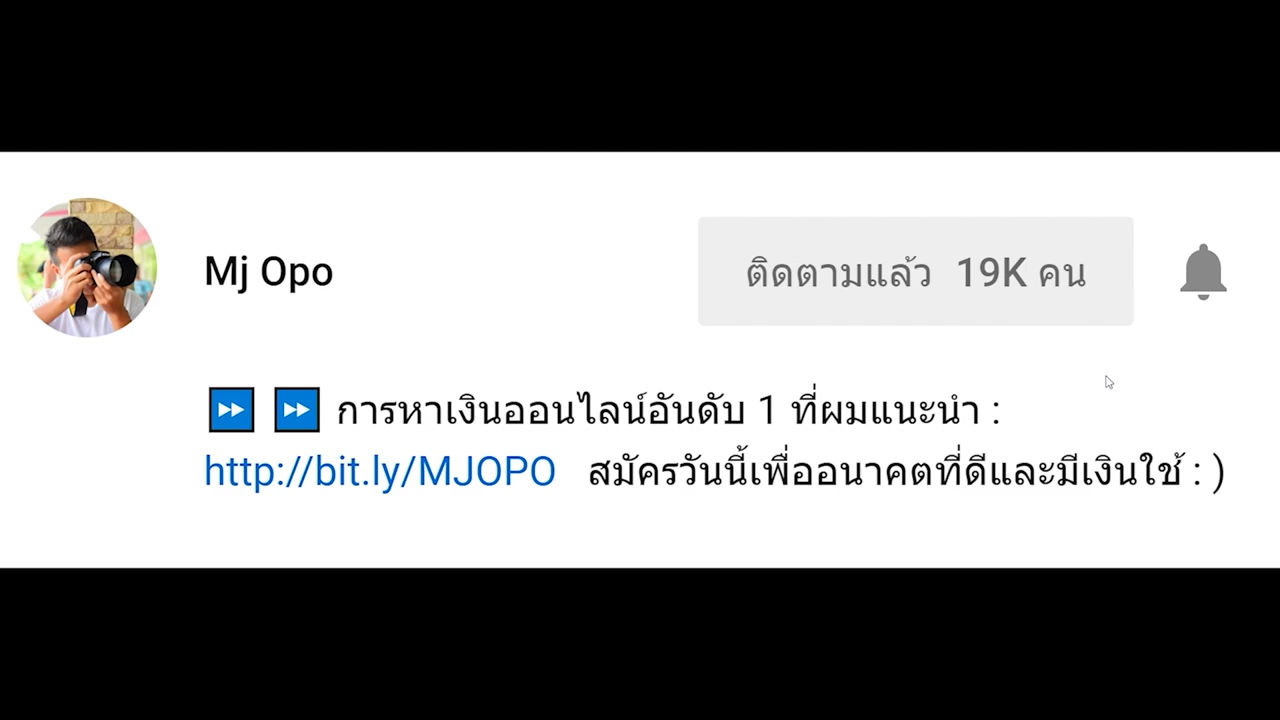 Mj Opo
ติดตามแล้ว 19K คน
⏩ ⏩ การหาเงินออนไลน์อันดับ 1 ที่ผมแนะนำ :
http://bit.ly/MJOPO สมัครวันนี้เพื่ออนาคตที่ดีและมีเงินใช้ : )